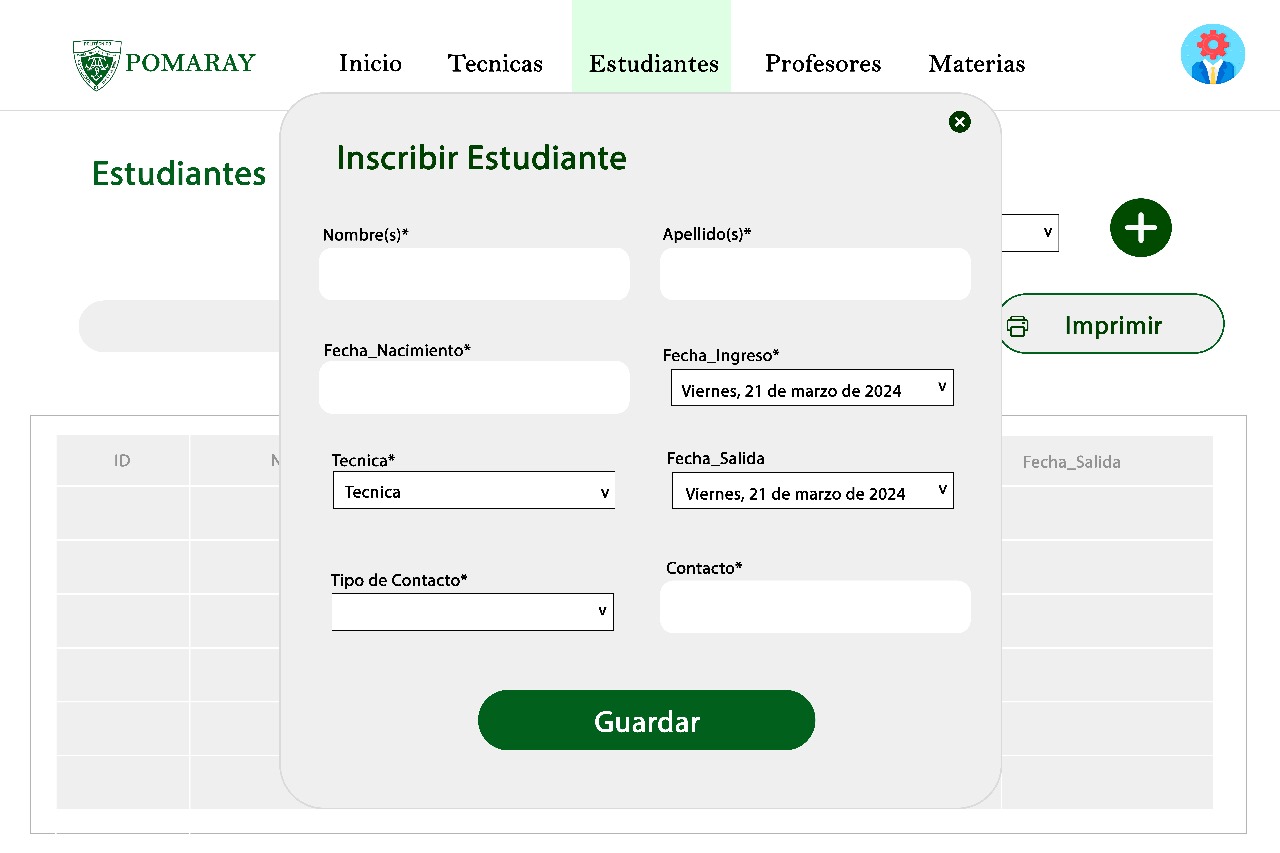 POLITÉCNICO
POMARAY
Inicio
Tecnicas
Estudiantes
Profesores
Materias
Estudiantes
Inscribir Estudiante
Nombre(s)*
Apellido(s)*
v
Imprimir
Fecha_Nacimiento*
Fecha_Ingreso*
Viernes, 21 de marzo de 2024
v
ID
N
Fecha_Salida
Tecnica*
Fecha_Salida
Tecnica
v
Viernes, 21 de marzo de 2024
v
Tipo de Contacto*
Contacto*
v
Guardar